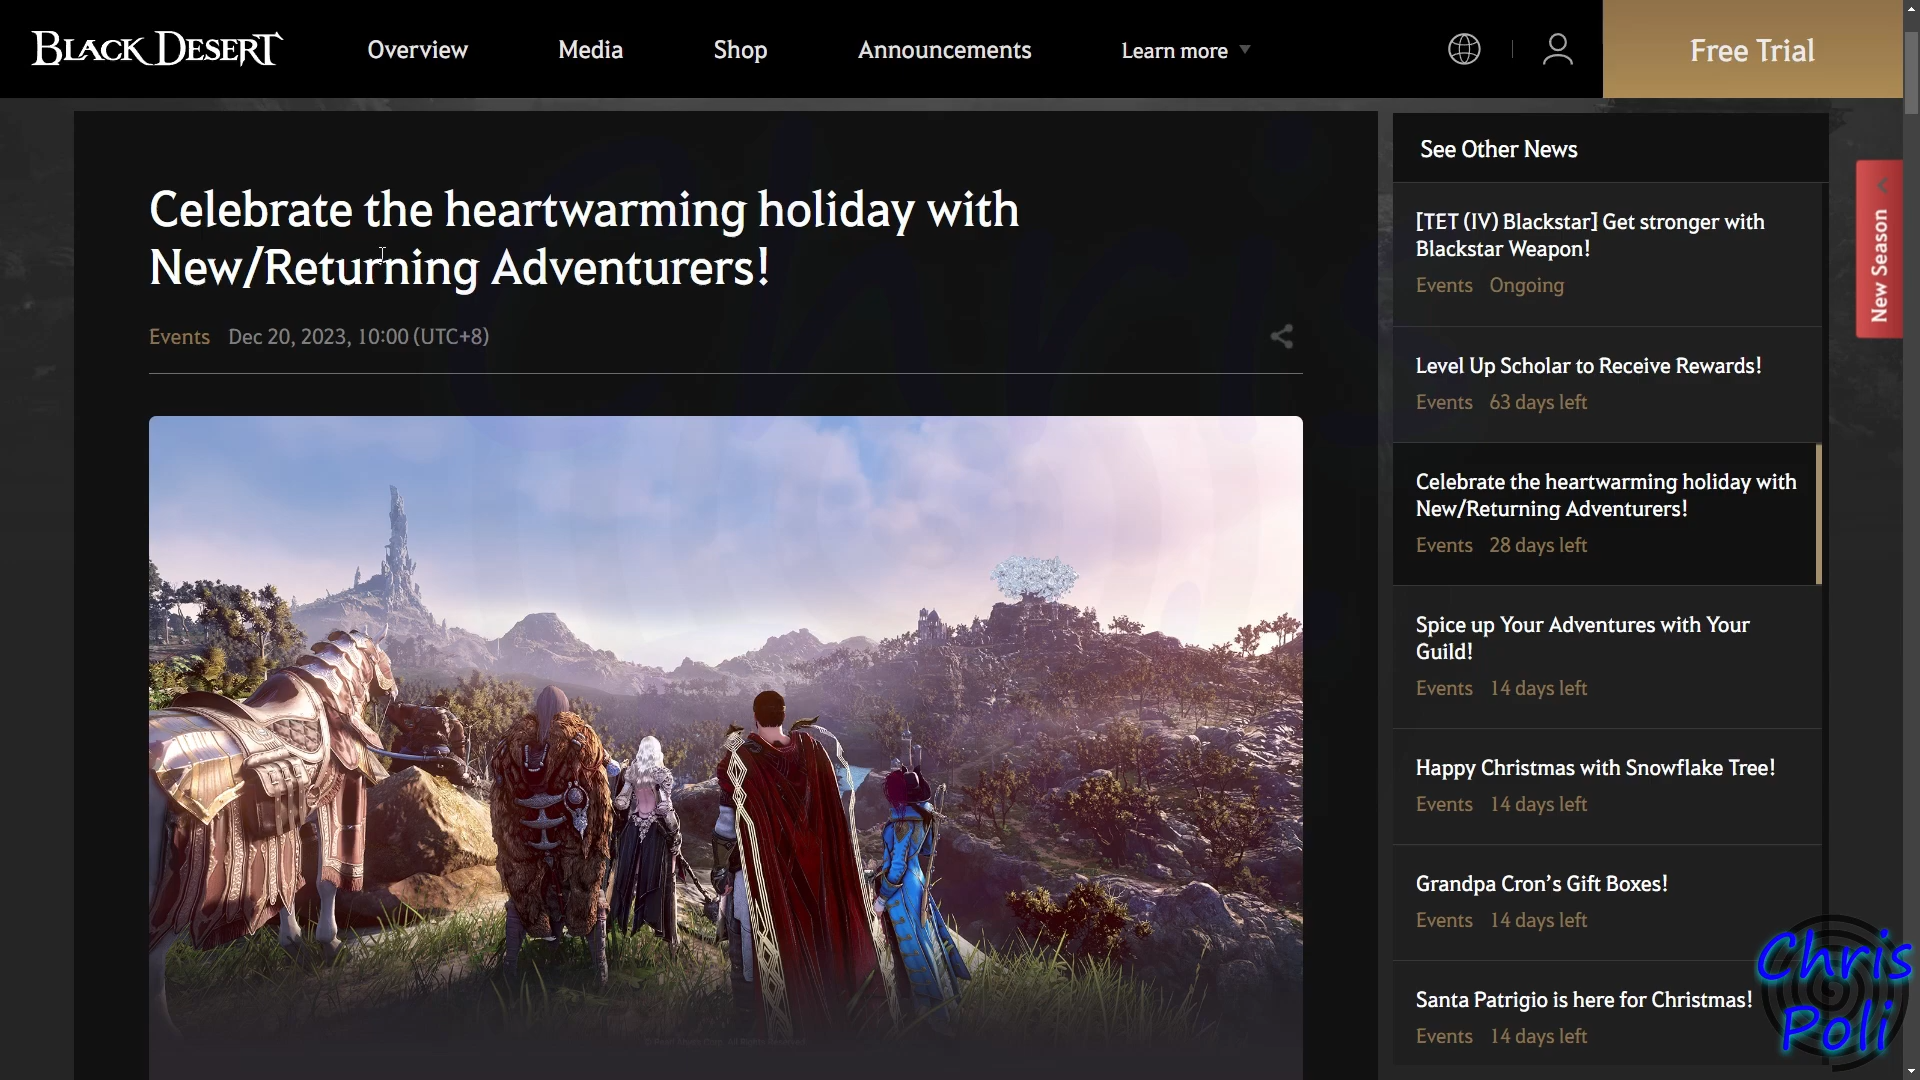 BLACK DESERT
Overview
Media
Shop
Announcements
Learn more
Free Trial
Celebrate the heartwarming holiday with
New/Returning Adventurers!
Events Dec 20, 2023, 10:00 (UTC+8)
See Other News
[TET (IV) Blackstar] Get stronger with
Blackstar Weapon!
Events Ongoing
Level Up Scholar to Receive Rewards!
Events 63 days left
Celebrate the heartwarming holiday with
New/Returning Adventurers!
Events 28 days left
Spice up Your Adventures with Your
Guild!
Events 14 days left
Happy Christmas with Snowflake Tree!
Events 14 days left
Grandpa Cron's Gift Boxes!
Events 14 days left
Santa Patrigio is here for Christmas!
Events 14 days left
New Season
Chris
Poli